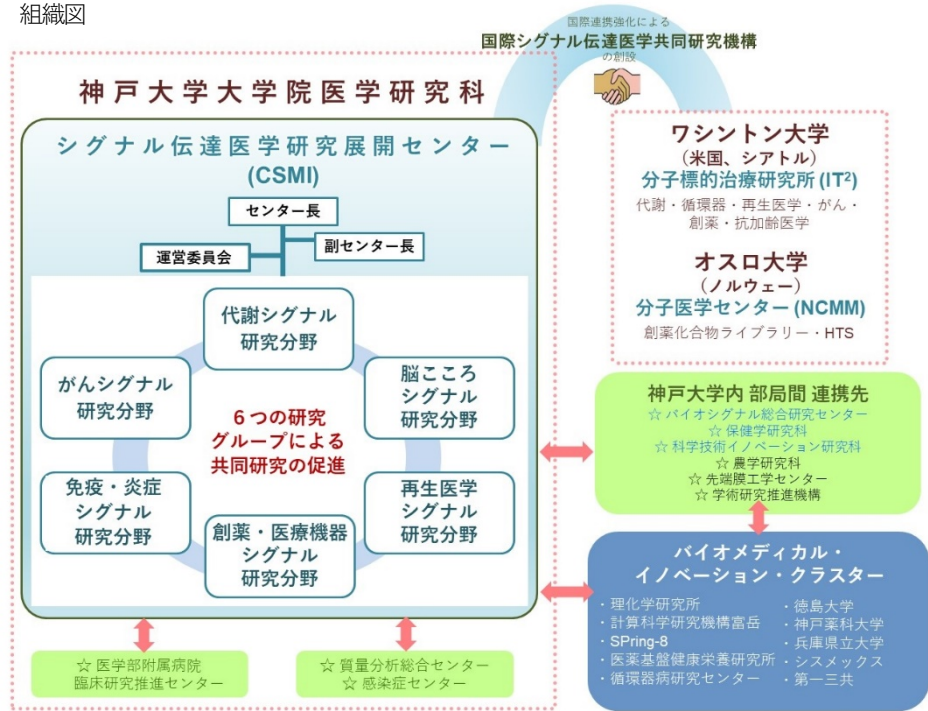 組織図
国際連携強化による
国際シグナル伝達医学共同研究機構
の創設
神戸大学大学院医学研究科
シグナル伝達医学研究展開センター
(CSMI)
センター長
副センター長
運営委員会
代謝シグナル
研究分野
脳こころ
シグナル
研究分野
再生医学
シグナル
研究分野
創薬・医療機器
シグナル
研究分野
免疫・炎症
シグナル
研究分野
がんシグナル
研究分野
6つの研究
グループによる
共同研究の促進
☆ 医学部附属病院
臨床研究推進センター
☆ 質量分析総合センター
☆ 感染症センター
ワシントン大学
(米国、シアトル)
分子標的治療研究所 (IT²)
代謝・循環器・再生医学・がん・
創薬・抗加齢医学
オスロ大学
(ノルウェー)
分子医学センター (NCMM)
創薬化合物ライブラリー・HTS
神戸大学内 部局間 連携先
☆ バイオシグナル総合研究センター
☆ 保健学研究科
☆ 科学技術イノベーション研究科
☆ 農学研究科
☆ 先端膜工学センター
☆ 学術研究推進機構
バイオメディカル・
イノベーション・クラスター
・理化学研究所
・計算科学研究機構富岳
・SPring-8
・医薬基盤健康栄養研究所
・循環器病研究センター
・徳島大学
・神戸薬科大学
・兵庫県立大学
・シスメックス
・第一三共